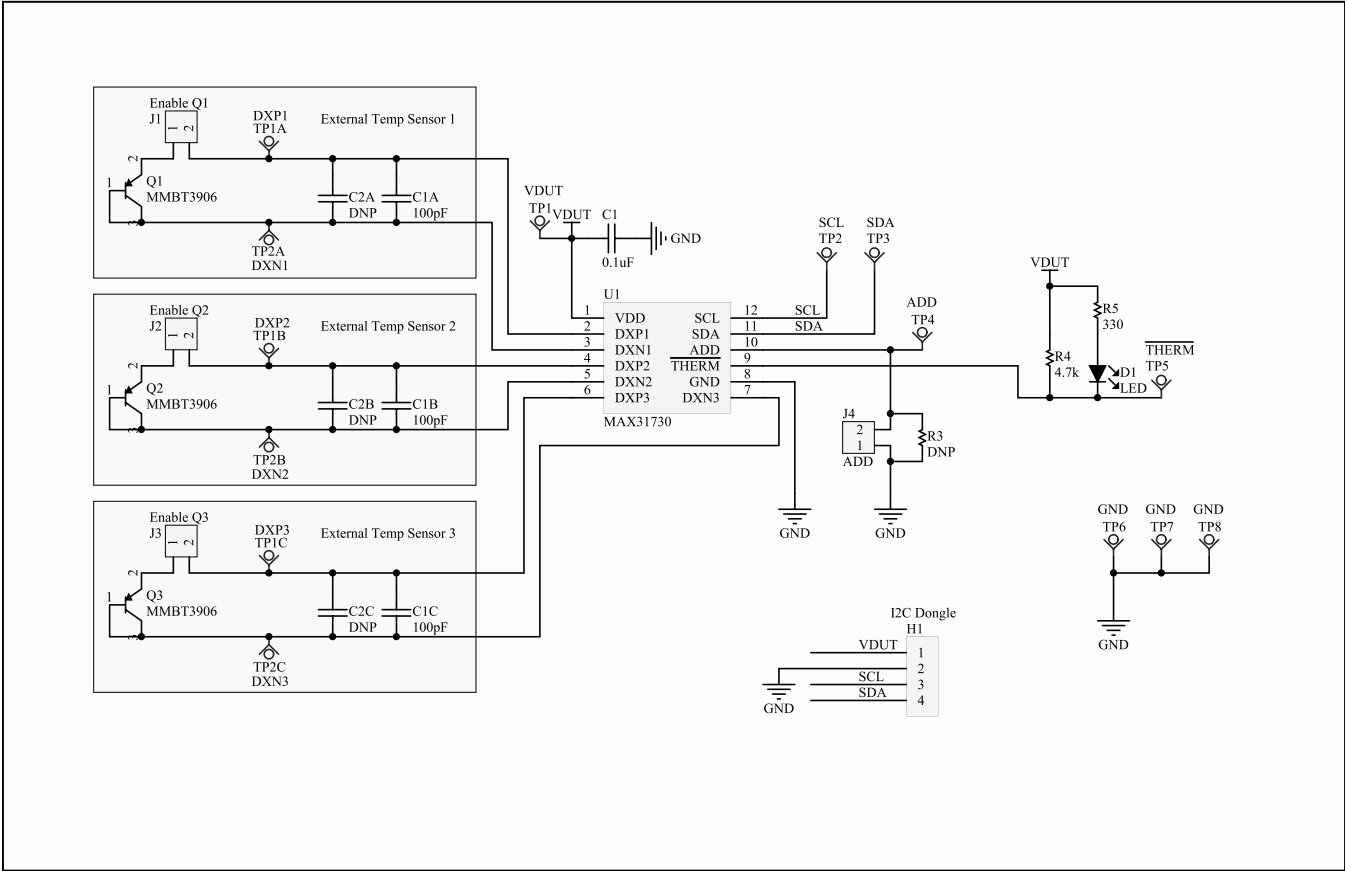 Enable Q1
J1
1 2
DXP1
TP1A
External Temp Sensor 1
2
1
3
Q1
MMBT3906
C2A
DNP
C1A
100pF
TP2A
DXN1
Enable Q2
J2
1 2
DXP2
TP1B
External Temp Sensor 2
2
1
3
Q2
MMBT3906
C2B
DNP
C1B
100pF
TP2B
DXN2
Enable Q3
J3
1 2
DXP3
TP1C
External Temp Sensor 3
2
1
3
Q3
MMBT3906
C2C
DNP
C1C
100pF
TP2C
DXN3
VDUT
TP1
VDUT
C1
0.1uF
GND
U1
1 VDD
2 DXP1
3 DXN1
4 DXP2
5 DXN2
6 DXP3
SCL 12 SCL
SDA 11 SDA
ADD 10
THERM 9
GND 8
DXN3 7
MAX31730
SCL
TP2
SDA
TP3
ADD
TP4
J4
2
1
ADD
R3
DNP
GND
GND
VDUT
R5
330
R4
4.7k
D1
LED
THERM
TP5
GND
TP6
GND
TP7
GND
TP8
GND
I2C Dongle
H1
VDUT 1
2
SCL 3
SDA 4
GND